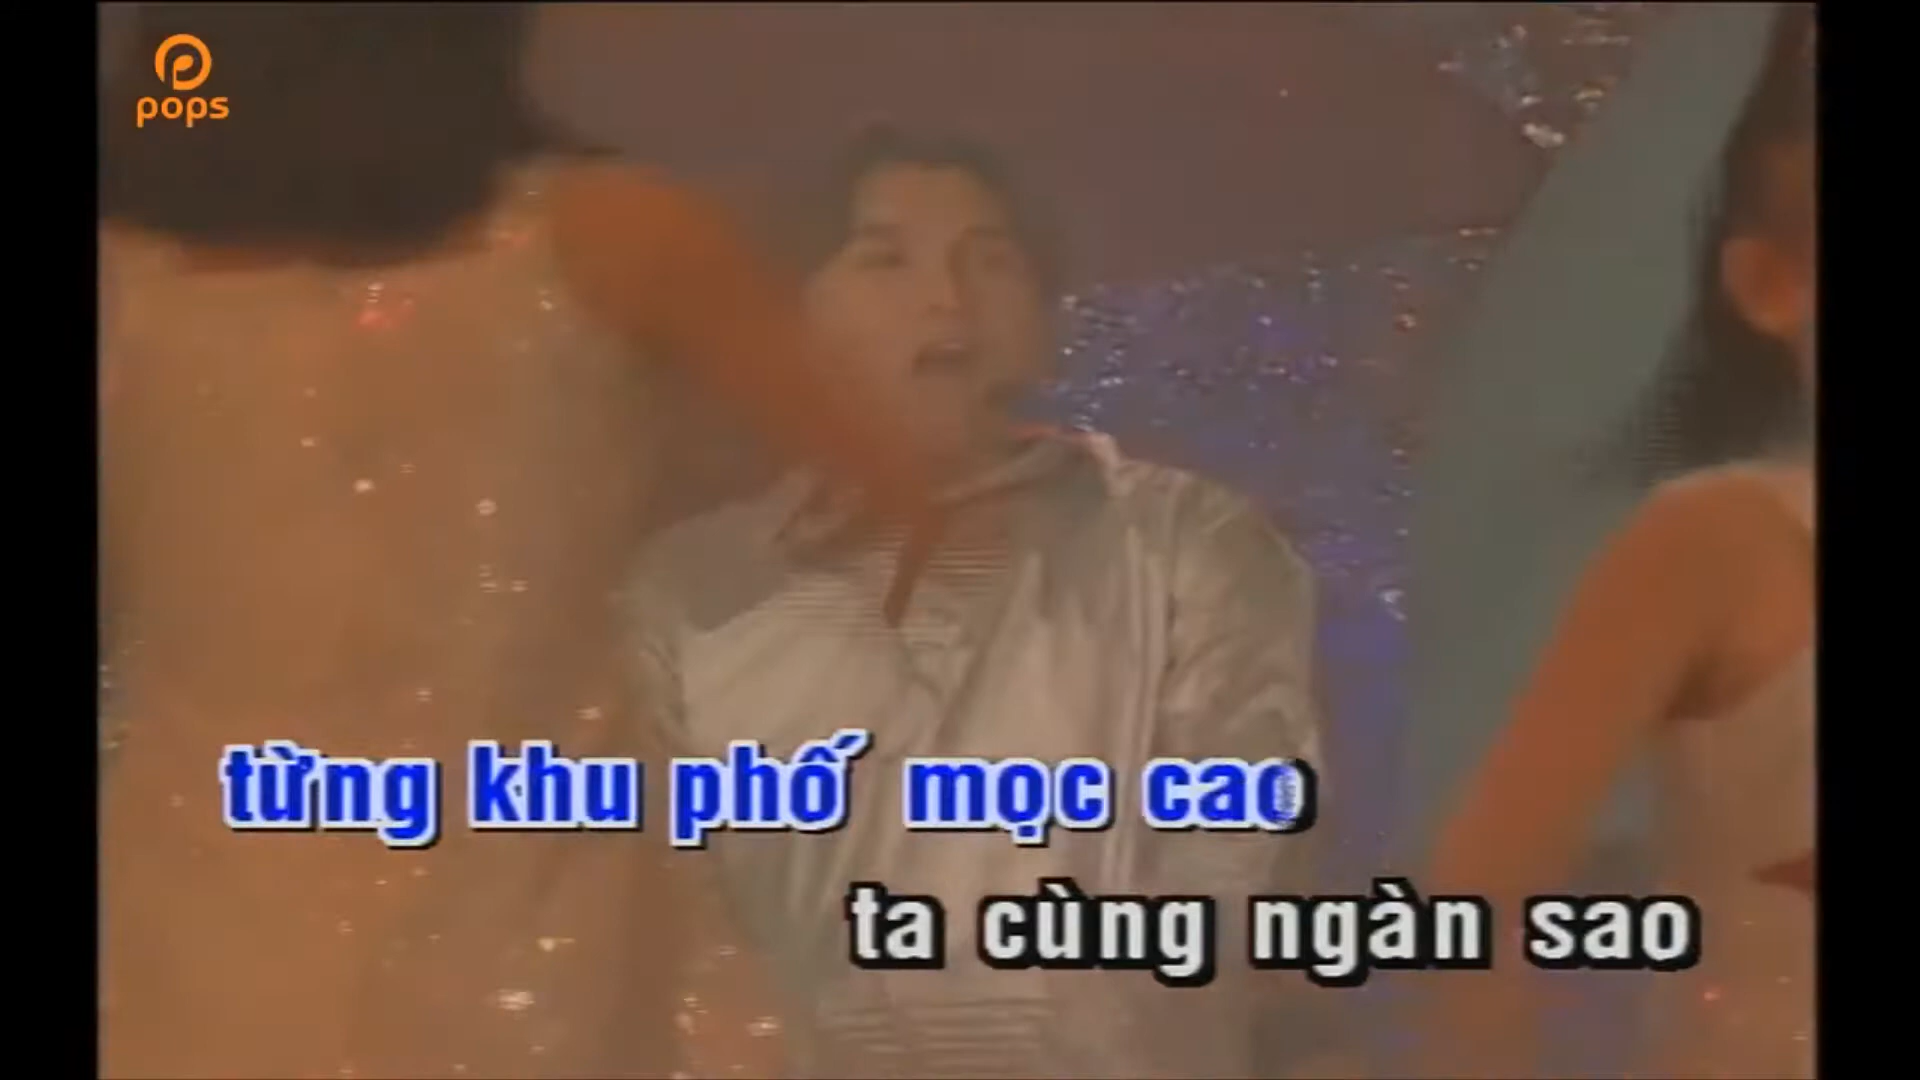 pops
từng khu phố mọc cao
ta cùng ngàn sao